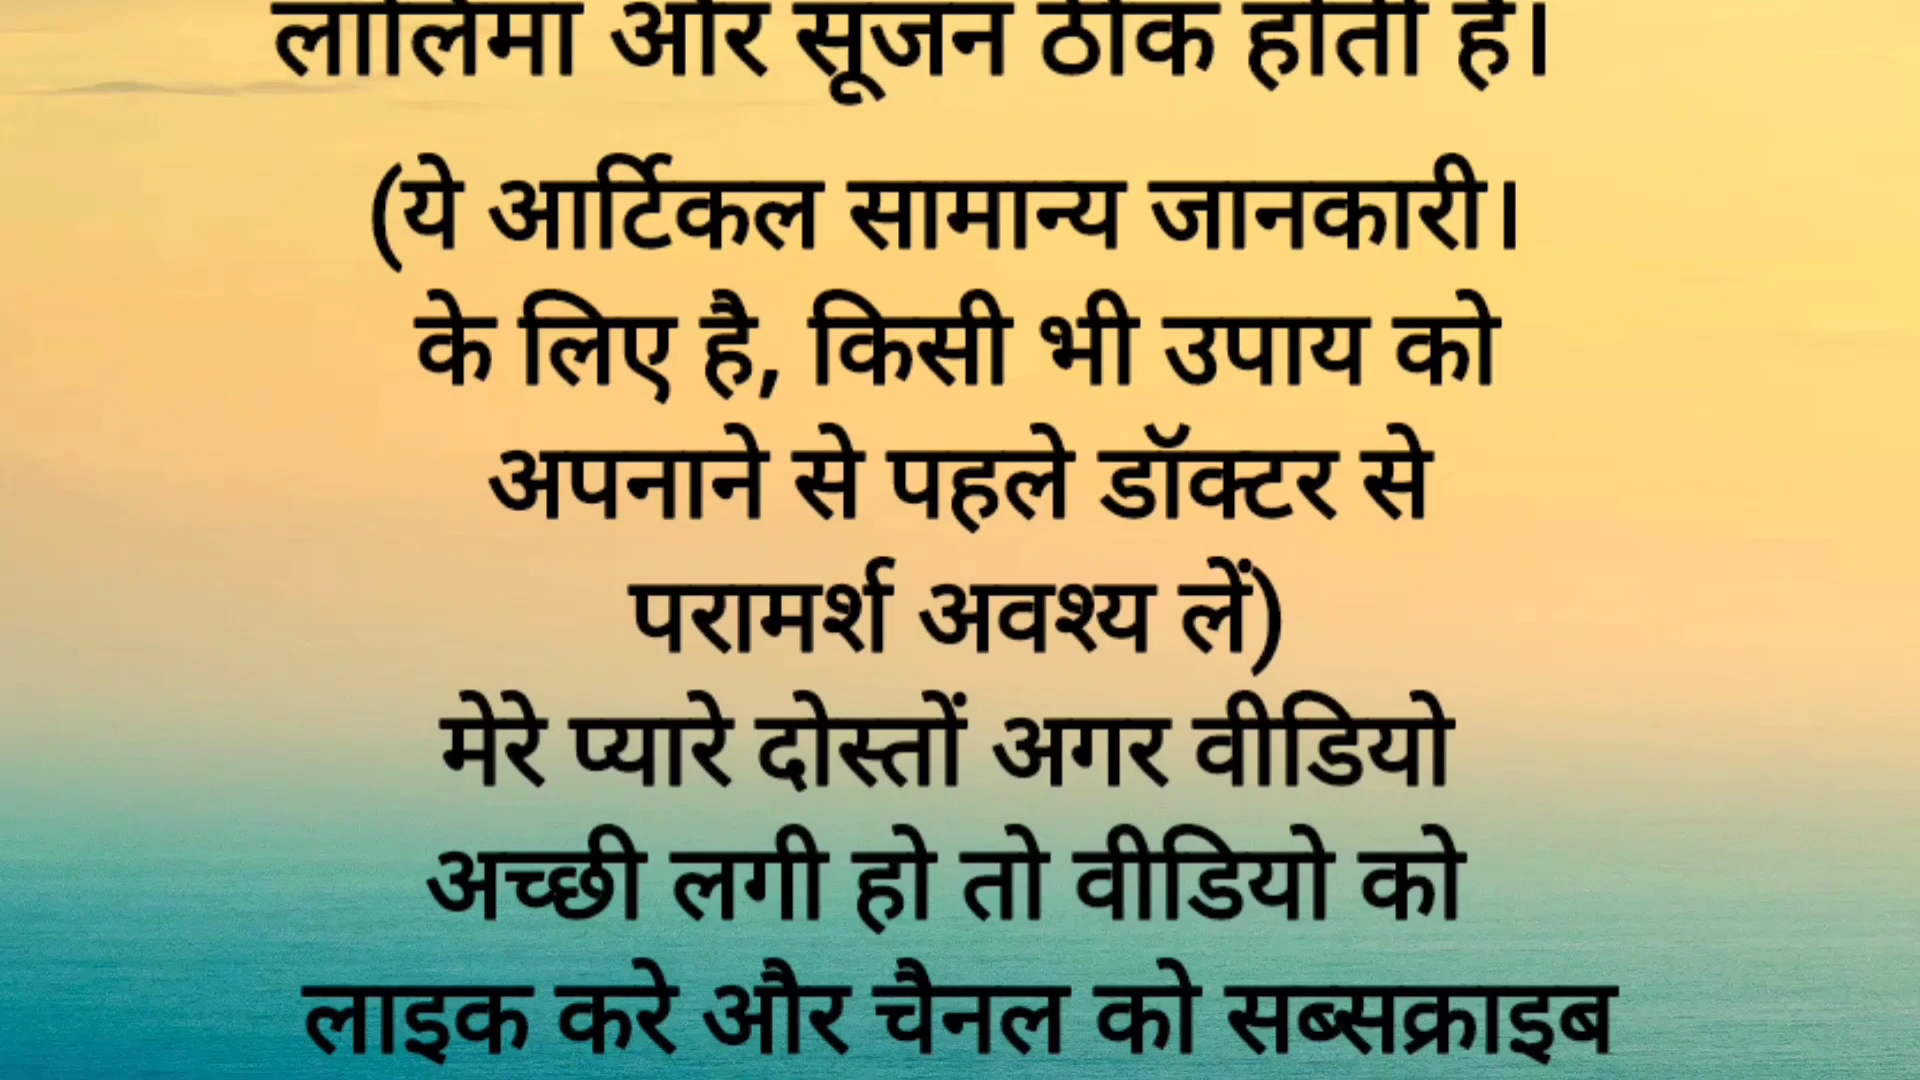 लालिमा और सूजन ठीक होती है।
(ये आर्टिकल सामान्य जानकारी।
के लिए है, किसी भी उपाय को
अपनाने से पहले डॉक्टर से
परामर्श अवश्य लें)
मेरे प्यारे दोस्तों अगर वीडियो
अच्छी लगी हो तो वीडियो को
लाइक करे और चैनल को सब्सक्राइब